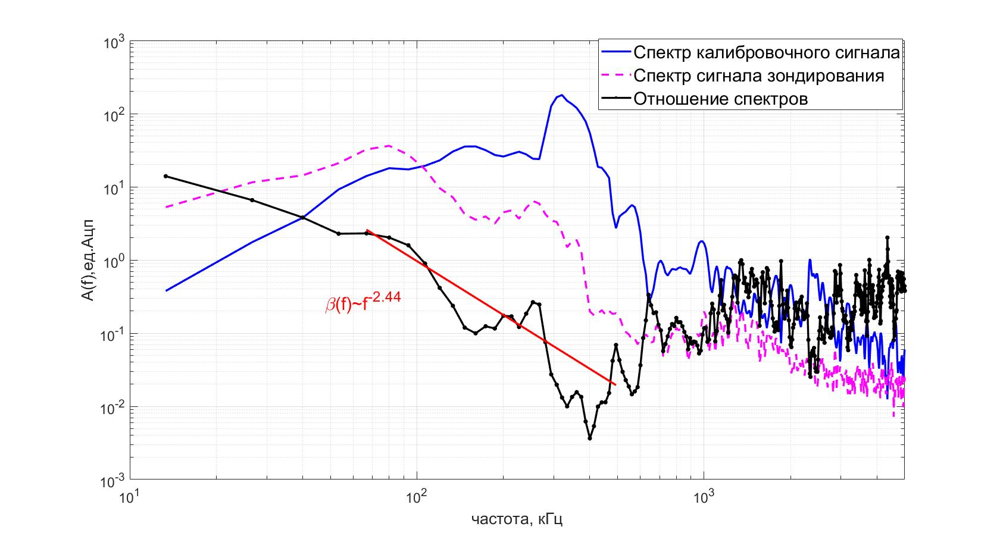 10^3
10^2
10^1
10^0
10^-1
10^-2
10^-3
A(f),ед.Ацп
Спектр калибровочного сигнала
Спектр сигнала зондирования
Отношение спектров
β(f)~f^-2.44
10^1 10^2 10^3
частота, кГц